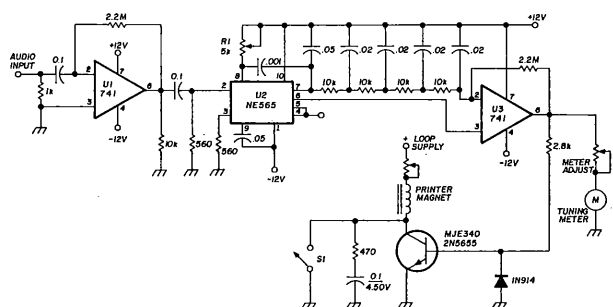 2.2M
+12V
AUDIO
INPUT
0.1
2
7
U1
741
6
3
4
1k
-12V
10k
0.1
560
560
R1
5k
.001
8
10
2
U2
NE565
7
6
5
4
3
9
1
.05
-12V
.05
.02
.02
.02
.02
10k
10k
10k
10k
+12V
2.2M
2
7
U3
741
6
3
4
-12V
2.8k
METER
ADJUST
M
TUNING
METER
+ LOOP
SUPPLY
PRINTER
MAGNET
MJE340
2N5655
S1
470
0.1
4.50V
1N914